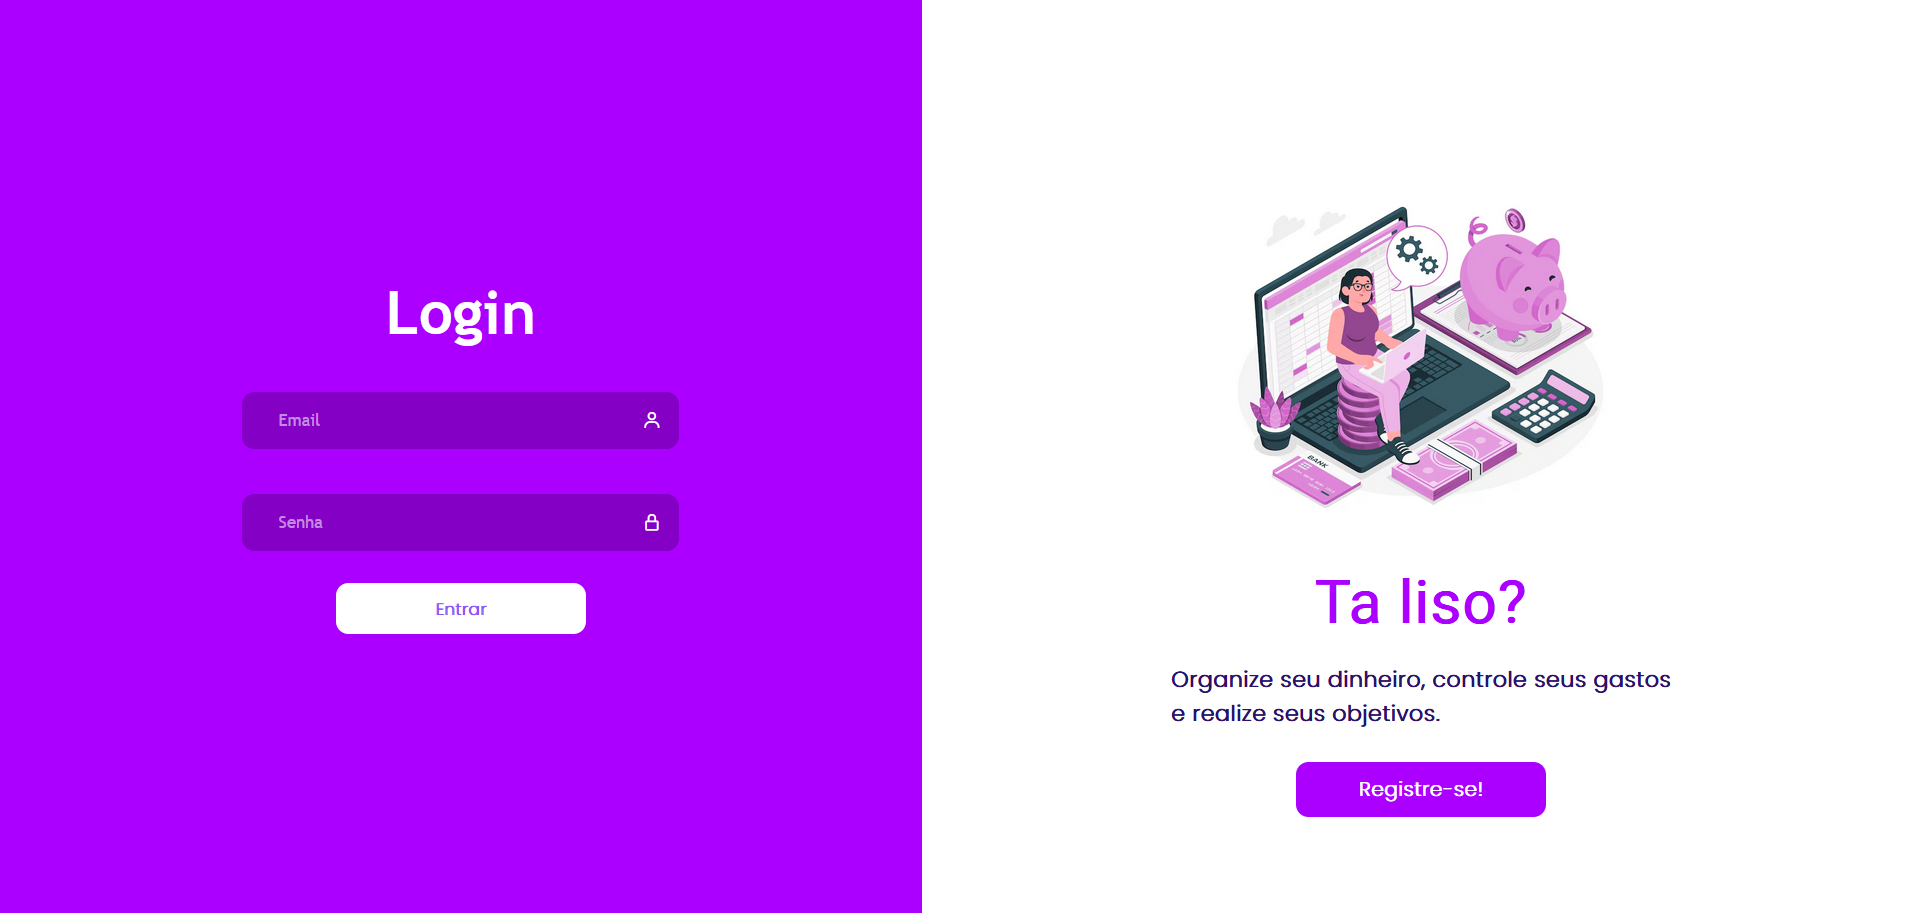 Login
Email
Senha
Entrar
BANK
Ta liso?
Organize seu dinheiro, controle seus gastos
e realize seus objetivos.
Registre-se!